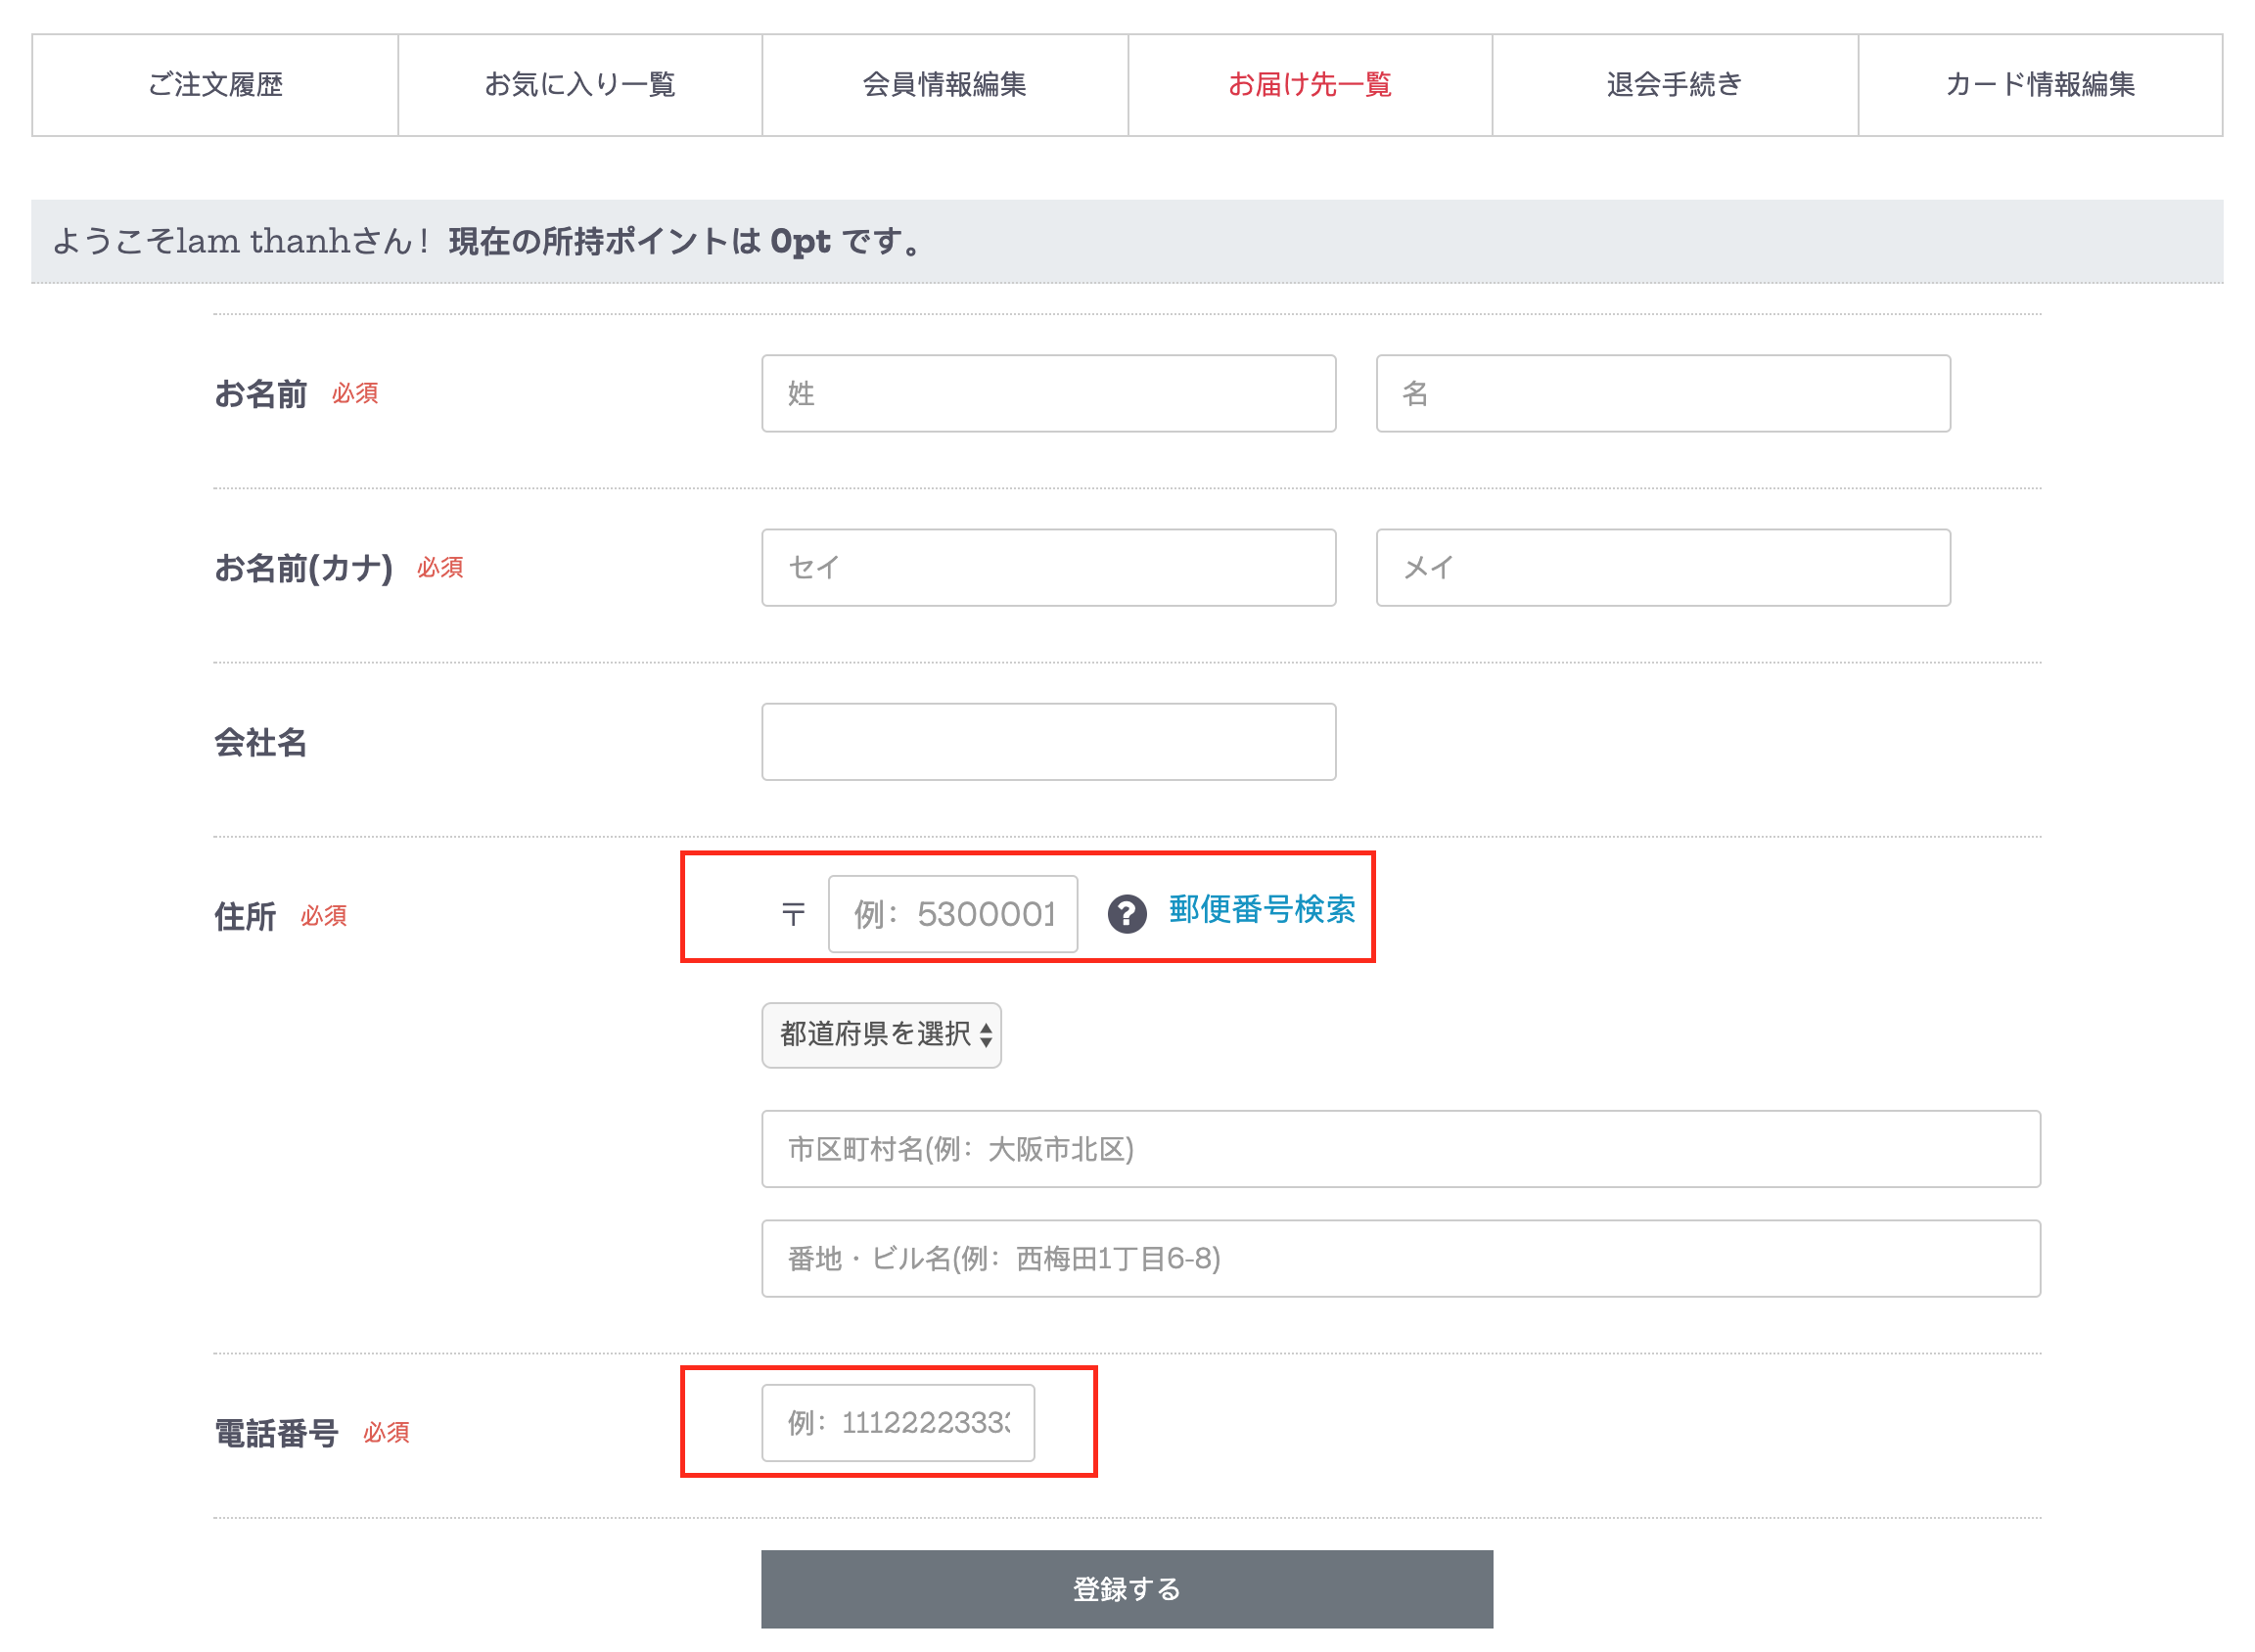 ご注文履歴 お気に入り一覧 会員情報編集 お届け先一覧 退会手続き カード情報編集
ようこそlam thanhさん! 現在の所持ポイントは 0pt です。
お名前 必須 姓 名
お名前(カナ) 必須 セイ メイ
会社名
住所 必須 〒 例：5300001 ? 郵便番号検索
都道府県を選択
市区町村名(例：大阪市北区)
番地・ビル名(例：西梅田1丁目6-8)
電話番号 必須 例：11122223333
登録する